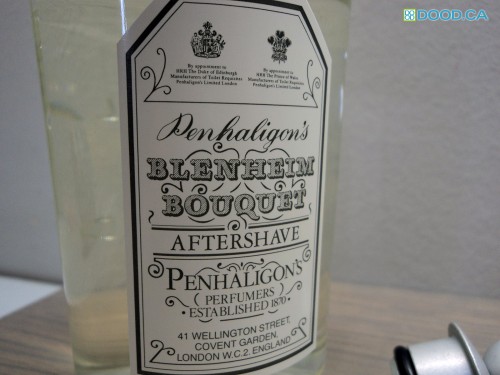 DOOD.CA
By appointment to
HRH The Duke of Edinburgh
Manufacturers of Toilet Requisites
Penhaligon's Limited London
By appointment to
HRH The Prince of Wales
Manufacturers of Toilet Requisites
Penhaligon's Limited London
Penhaligon's
BLENHEIM
BOUQUET
AFTERSHAVE
PENHALIGON'S
PERFUMERS
• ESTABLISHED 1870 •
41 WELLINGTON STREET,
COVENT GARDEN,
LONDON W.C.2. ENGLAND